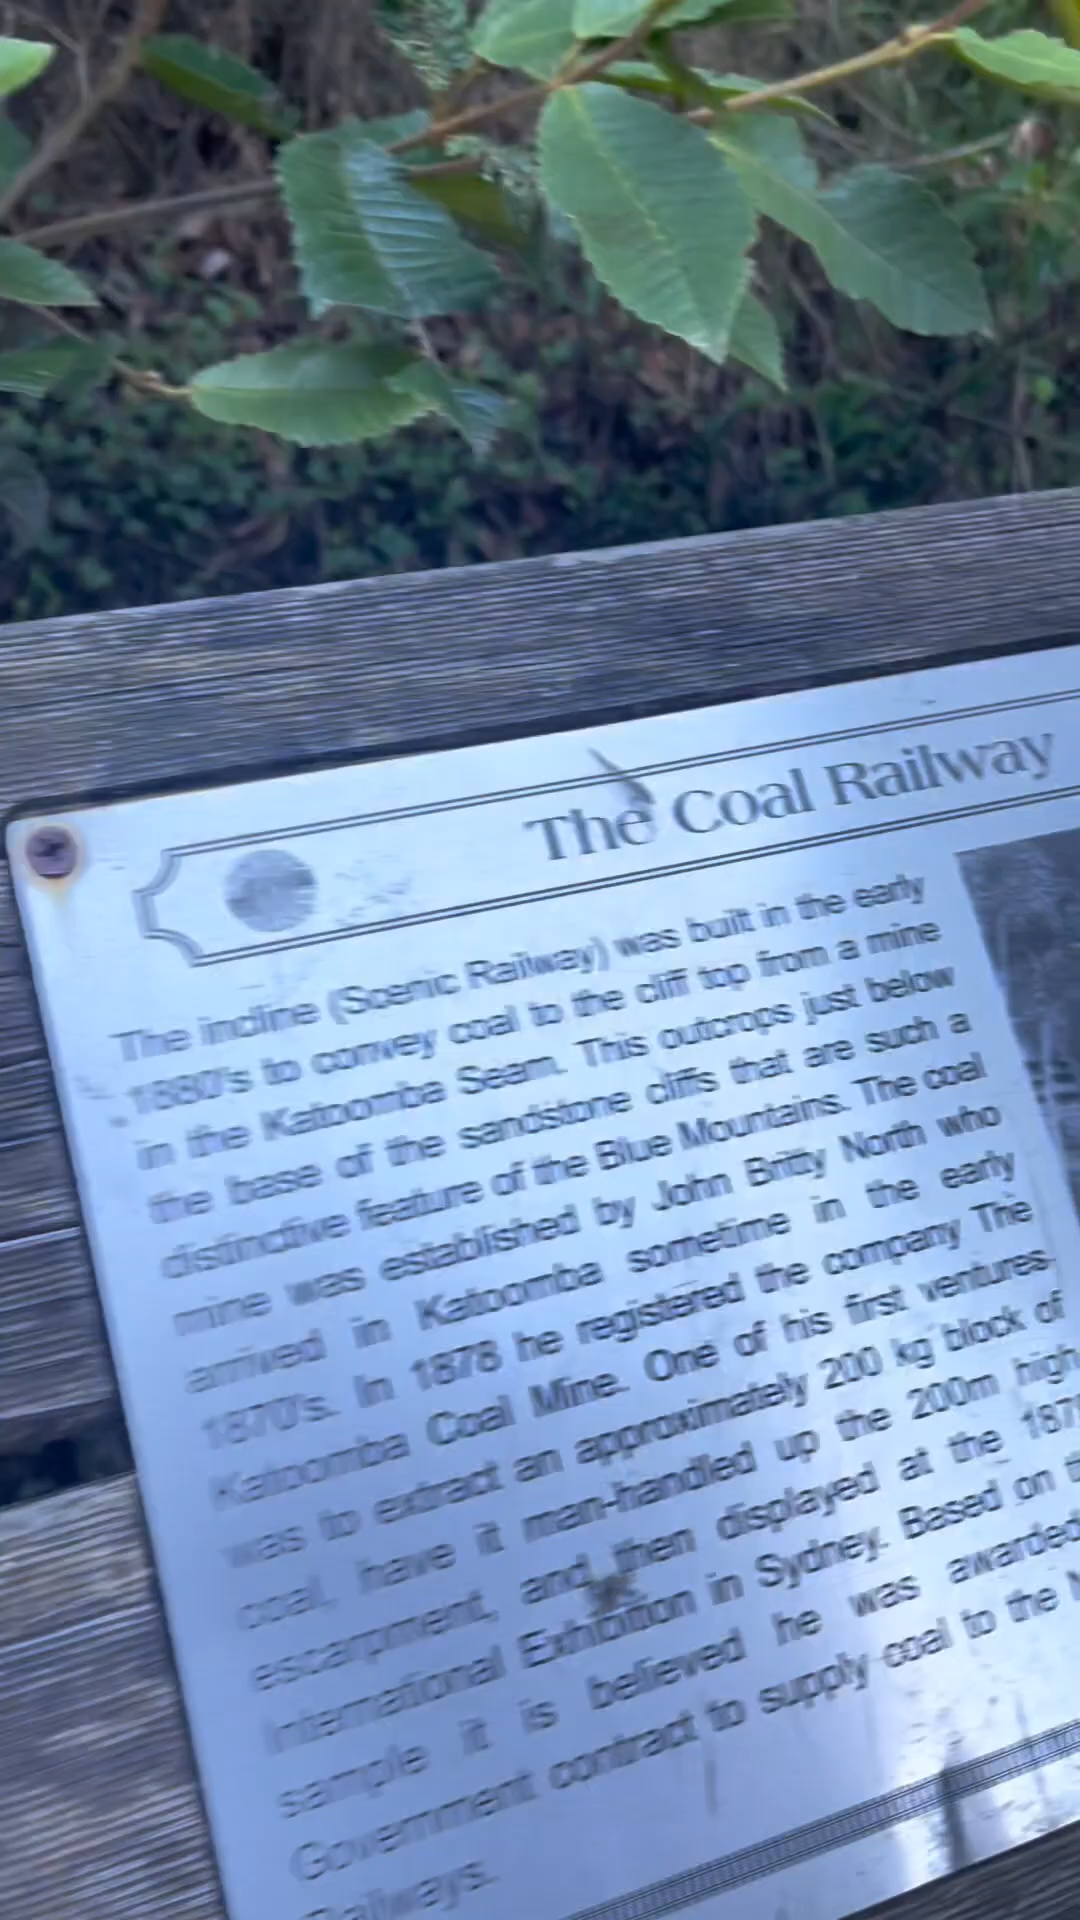 The Coal Railway
The incline (Scenic Railway) was built in the early
1880's to convey coal to the cliff top from a mine
in the Katoomba Seam. This outcrops just below
the base of the sandstone cliffs that are such a
distinctive feature of the Blue Mountains. The coal
mine was established by John Britty North who
arrived in Katoomba sometime in the early
1870's. In 1878 he registered the company The
Katoomba Coal Mine. One of his first ventures
was to extract an approximately 200 kg block of
coal, have it man-handled up the 200m high
escarpment, and then displayed at the 187
International Exhibition in Sydney. Based on
sample it is believed he was awarded
Government contract to supply coal to the
Railways.